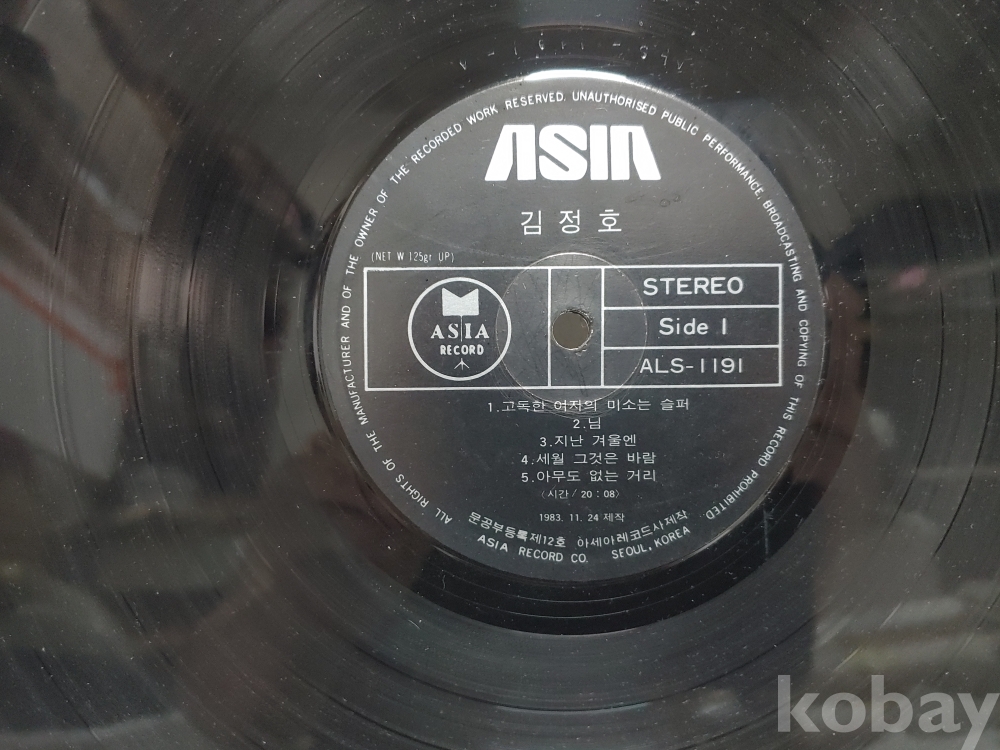 ALL RIGHTS OF THE MANUFACTURER AND OF THE OWNER OF THE RECORDED WORK RESERVED. UNAUTHORISED PUBLIC PERFORMANCE, BROADCASTING AND COPYING OF THIS RECORD PROHIBITED
ASIA
김정호
(NET W 125gr UP)
ASIA
RECORD
STEREO
Side 1
ALS-1191
1.고독한 여자의 미소는 슬퍼
2.님
3.지난 겨울엔
4.세월 그것은 바람
5.아무도 없는 거리
〈시간/20:08〉
1983. 11. 24 제작
문공부등록제12호 아세아레코드사제작
ASIA RECORD CO. SEOUL, KOREA
kobay